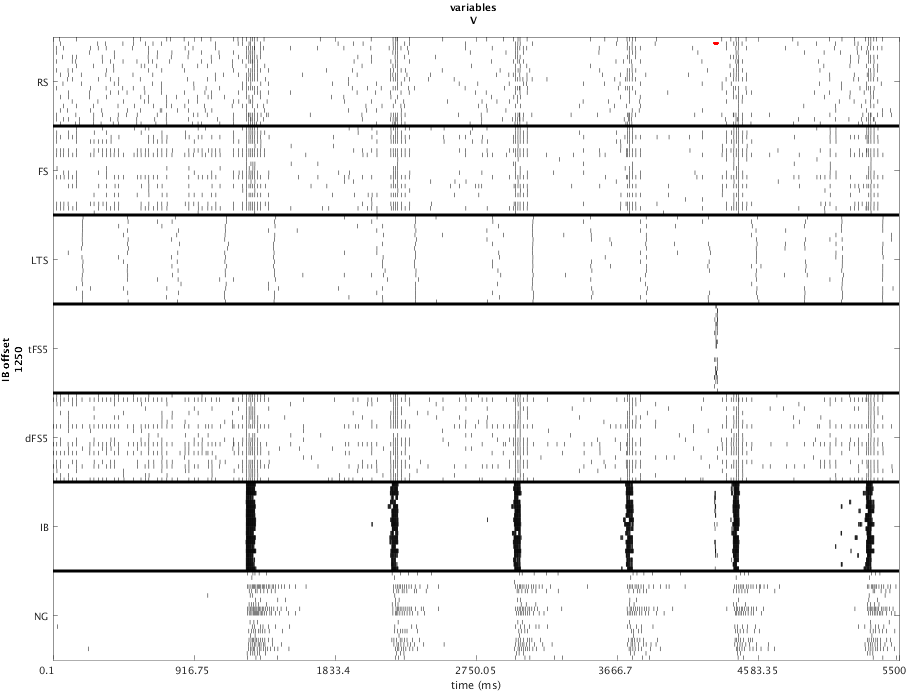 variables
V
RS
FS
LTS
tFS5
dFS5
IB
NG
IB offset
1250
0.1
916.75
1833.4
2750.05
3666.7
4583.35
5500
time (ms)